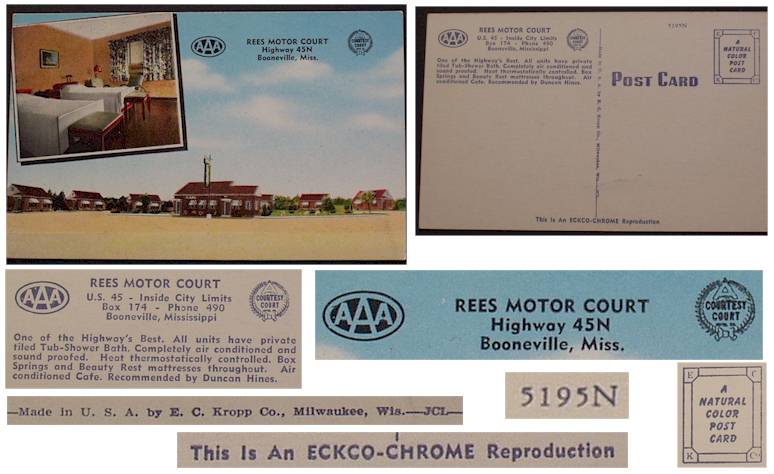 AAA
REES MOTOR COURT
Highway 45N
Booneville, Miss.
COURTESY
COURT
AAA
REES MOTOR COURT
U.S. 45 - Inside City Limits
Box 174 - Phone 490
Booneville, Mississippi
One of the Highway's Best. All units have private
tiled Tub-Shower Bath. Completely air conditioned and
sound proofed. Heat thermostatically controlled. Box
Springs and Beauty Rest mattresses throughout. Air
conditioned Cafe. Recommended by Duncan Hines.
5195N
POST CARD
A
NATURAL
COLOR
POST
CARD
This Is An ECKCO-CHROME Reproduction
AAA
REES MOTOR COURT
U.S. 45 - Inside City Limits
Box 174 - Phone 490
Booneville, Mississippi
COURTESY
COURT
One of the Highway's Best. All units have private
tiled Tub-Shower Bath. Completely air conditioned and
sound proofed. Heat thermostatically controlled. Box
Springs and Beauty Rest mattresses throughout. Air
conditioned Cafe. Recommended by Duncan Hines.
AAA
REES MOTOR COURT
Highway 45N
Booneville, Miss.
COURTESY
COURT
—Made in U. S. A. by E. C. Kropp Co., Milwaukee, Wis.—JCL—
5195N
E C
A
NATURAL
COLOR
POST
CARD
K Co
This Is An ECKCO-CHROME Reproduction